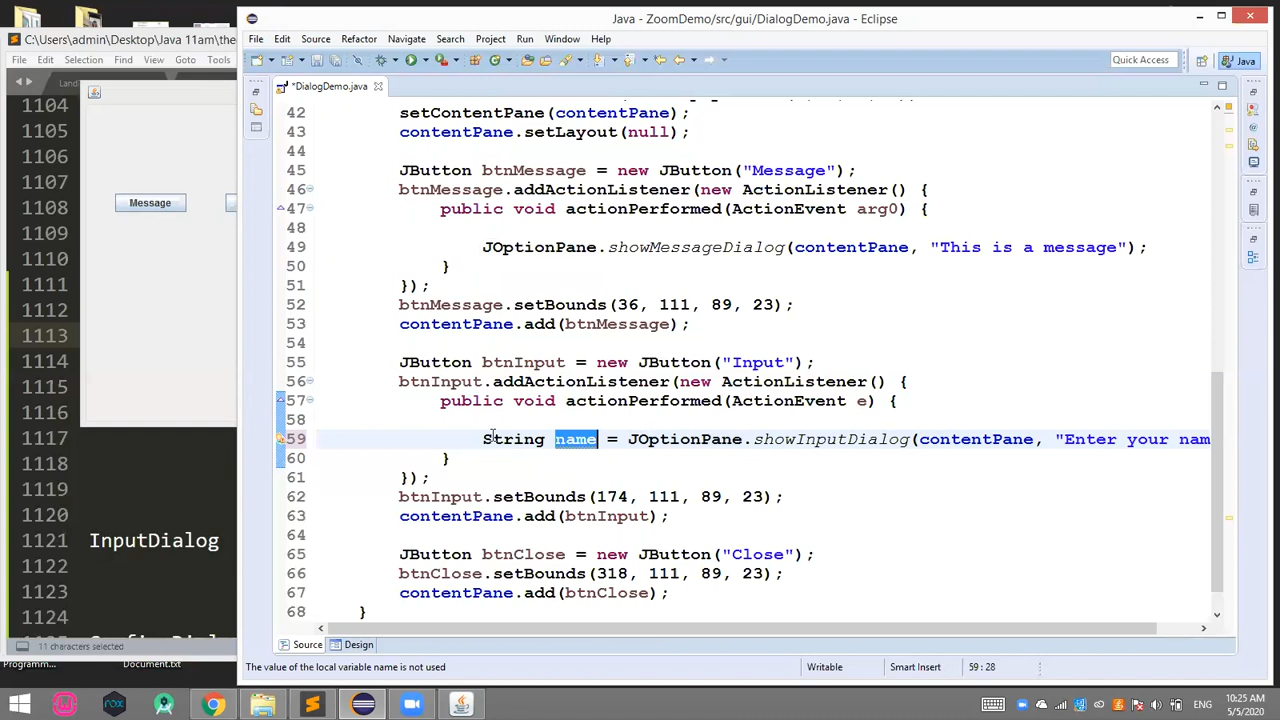 Java - ZoomDemo/src/gui/DialogDemo.java - Eclipse
C:\Users\admin\Desktop\Java 11am\the
File Edit Selection Find View Goto Tools
File Edit Source Refactor Navigate Search Project Run Window Help
Quick Access
Java
Land
*DialogDemo.java
1104
1105
1106
1107
1108
1109
1110
1111
1112
1113
1114
1115
1116
1117
1118
1119
1120
1121 InputDialog
1122
1123
1124
Message
42 setContentPane(contentPane);
43 contentPane.setLayout(null);
44
45 JButton btnMessage = new JButton("Message");
46 btnMessage.addActionListener(new ActionListener() {
47 public void actionPerformed(ActionEvent arg0) {
48
49 JOptionPane.showMessageDialog(contentPane, "This is a message");
50 }
51 });
52 btnMessage.setBounds(36, 111, 89, 23);
53 contentPane.add(btnMessage);
54
55 JButton btnInput = new JButton("Input");
56 btnInput.addActionListener(new ActionListener() {
57 public void actionPerformed(ActionEvent e) {
58
59 String name = JOptionPane.showInputDialog(contentPane, "Enter your nam
60 }
61 });
62 btnInput.setBounds(174, 111, 89, 23);
63 contentPane.add(btnInput);
64
65 JButton btnClose = new JButton("Close");
66 btnClose.setBounds(318, 111, 89, 23);
67 contentPane.add(btnClose);
68 }
Source Design
11 characters selected
The value of the local variable name is not used
Writable
Smart Insert
59 : 28
Programm...
Document.txt
10:25 AM
5/5/2020